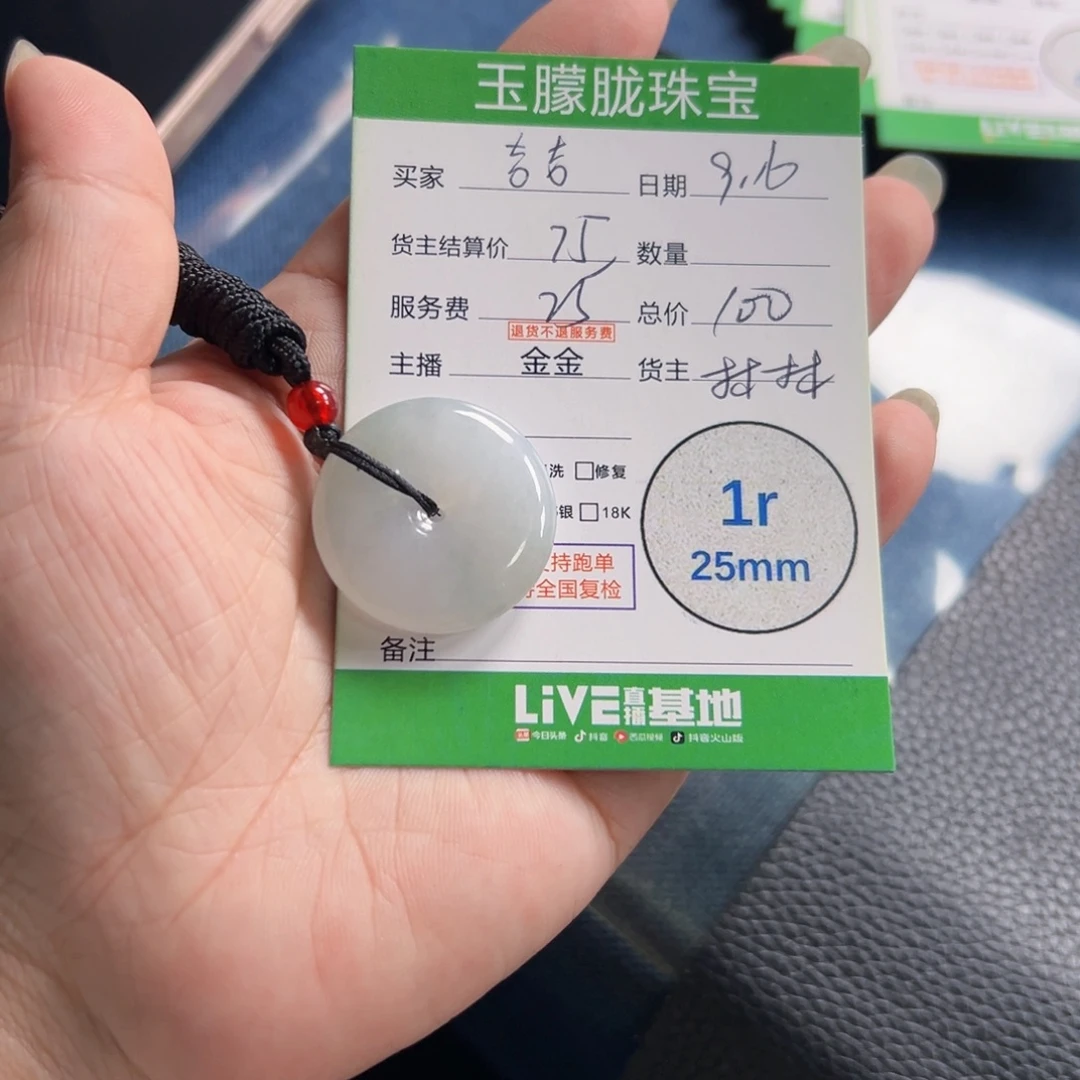 玉朦胧珠宝
买家 吉吉 日期 9.16
货主结算价 75 数量
服务费 25 总价 100
退货不退服务费
主播 金金 货主 林林
洗 □修复
银 □18K
1r
25mm
持跑单
全国复检
备注
LiVE直播基地
今日头条 抖音 西瓜视频 抖音火山版
LiVE